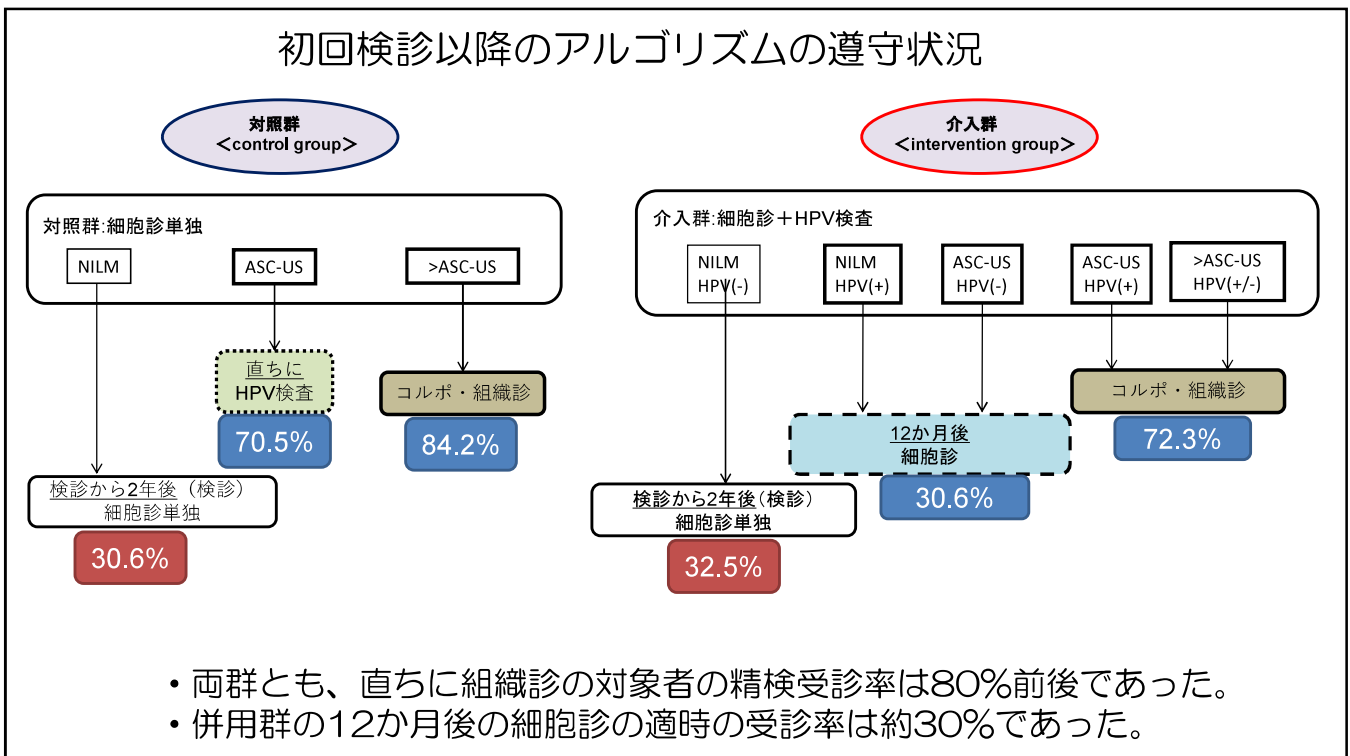 初回検診以降のアルゴリズムの遵守状況
対照群
＜control group＞
対照群:細胞診単独
NILM
ASC-US
>ASC-US
直ちに
HPV検査
70.5%
コルポ・組織診
84.2%
検診から2年後（検診）
細胞診単独
30.6%
介入群
＜intervention group＞
介入群:細胞診＋HPV検査
NILM
HPV(-)
NILM
HPV(+)
ASC-US
HPV(-)
ASC-US
HPV(+)
>ASC-US
HPV(+/-)
コルポ・組織診
72.3%
12か月後
細胞診
30.6%
検診から2年後(検診)
細胞診単独
32.5%
・両群とも、直ちに組織診の対象者の精検受診率は80%前後であった。
・併用群の12か月後の細胞診の適時の受診率は約30%であった。